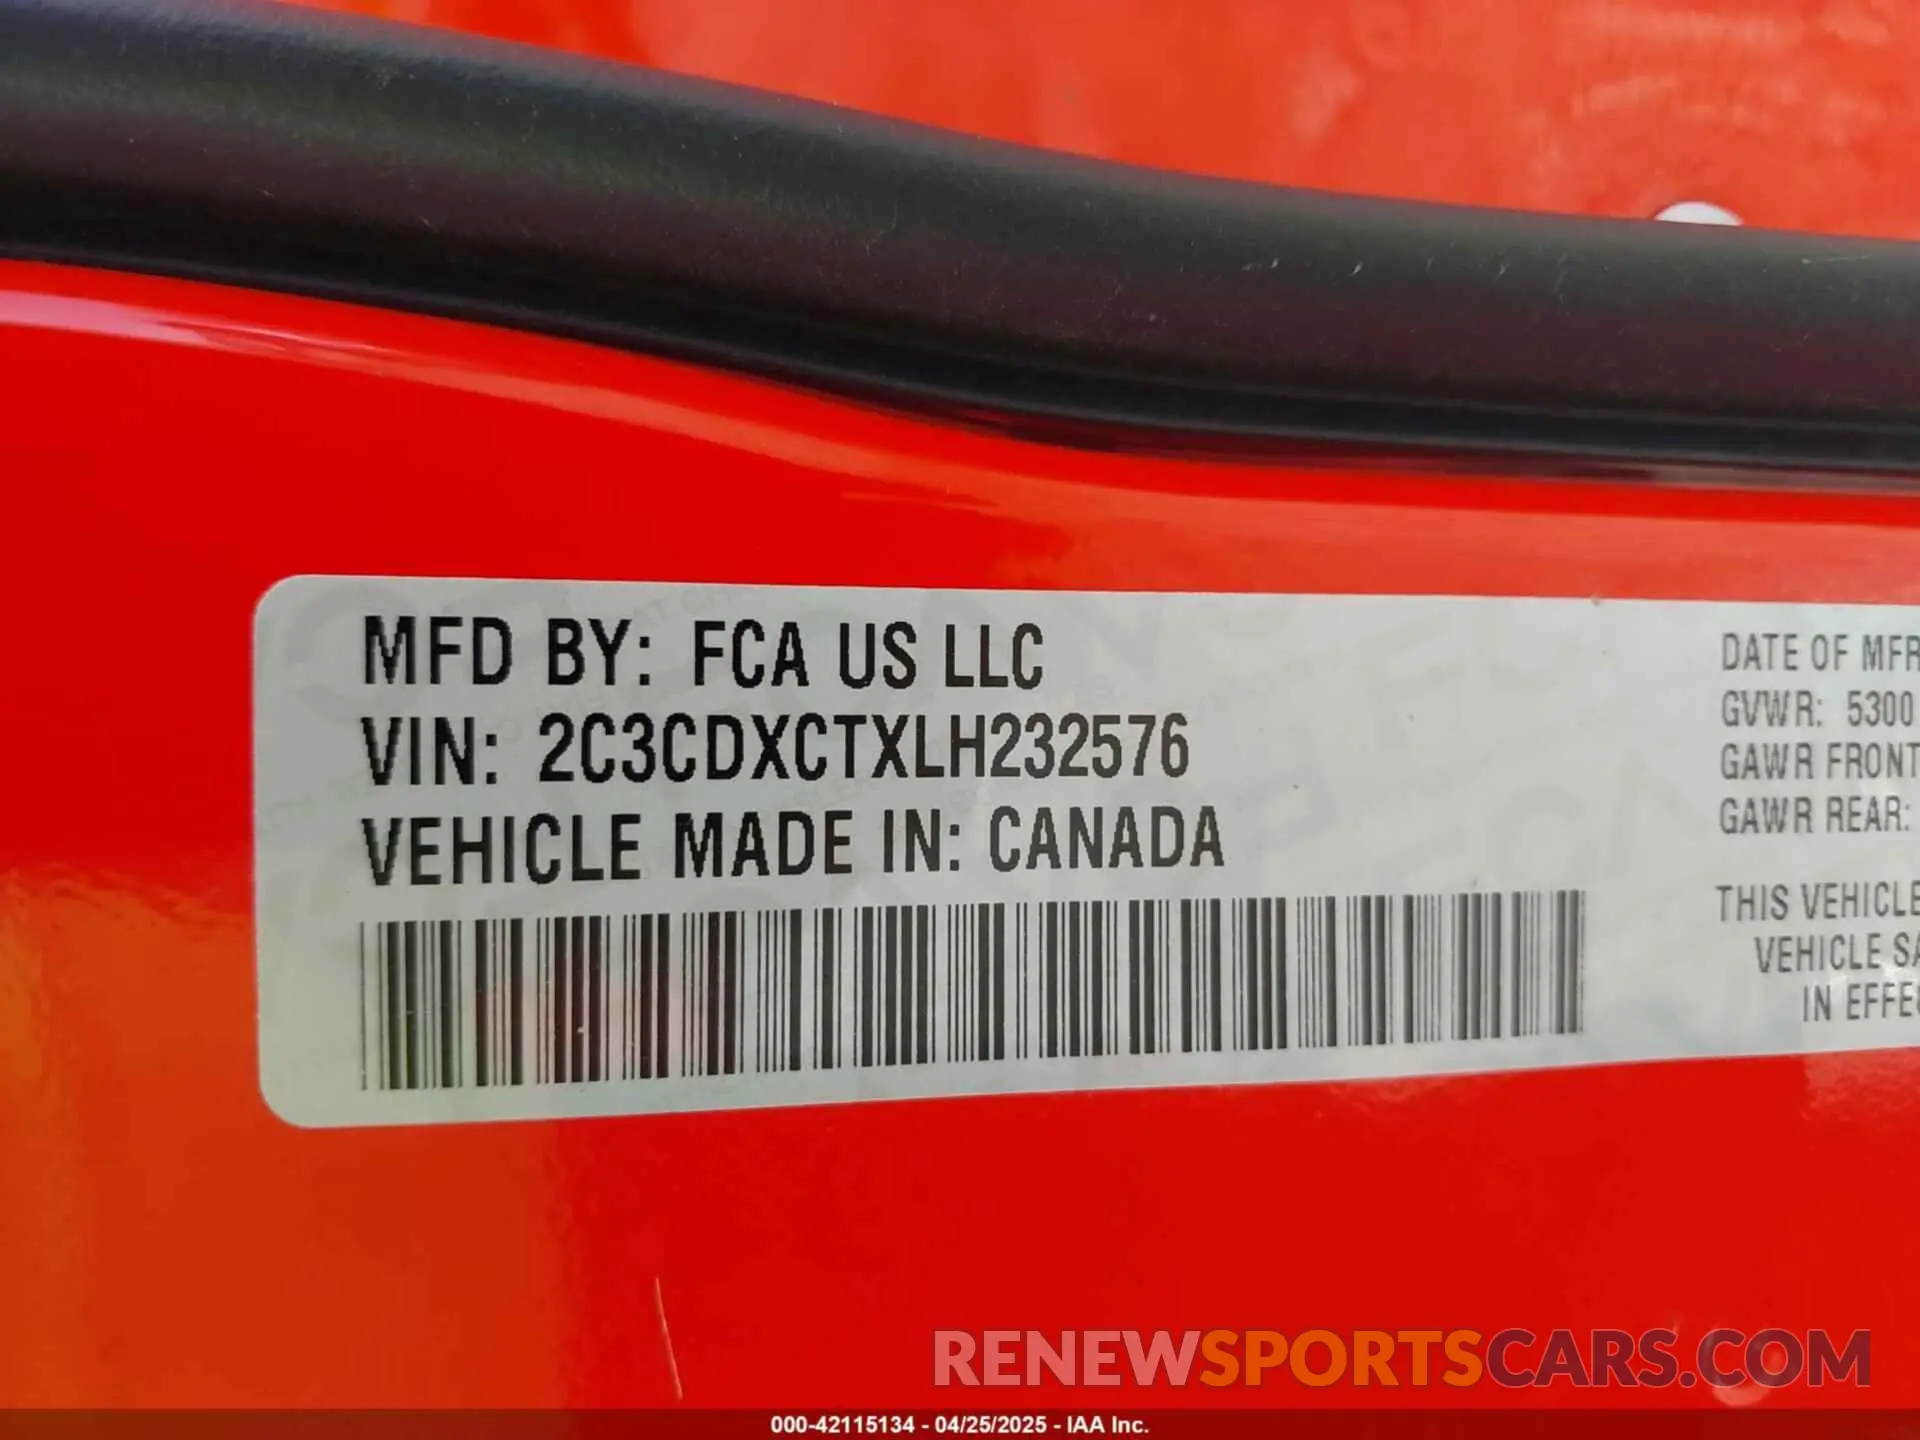 MFD BY: FCA US LLC
VIN: 2C3CDXCTXLH232576
VEHICLE MADE IN: CANADA
DATE OF MFR
GVWR: 5300
GAWR FRONT
GAWR REAR:
THIS VEHICLE
VEHICLE SA
IN EFFE
RENEWSPORTSCARS.COM
000-42115134 - 04/25/2025 - IAA Inc.